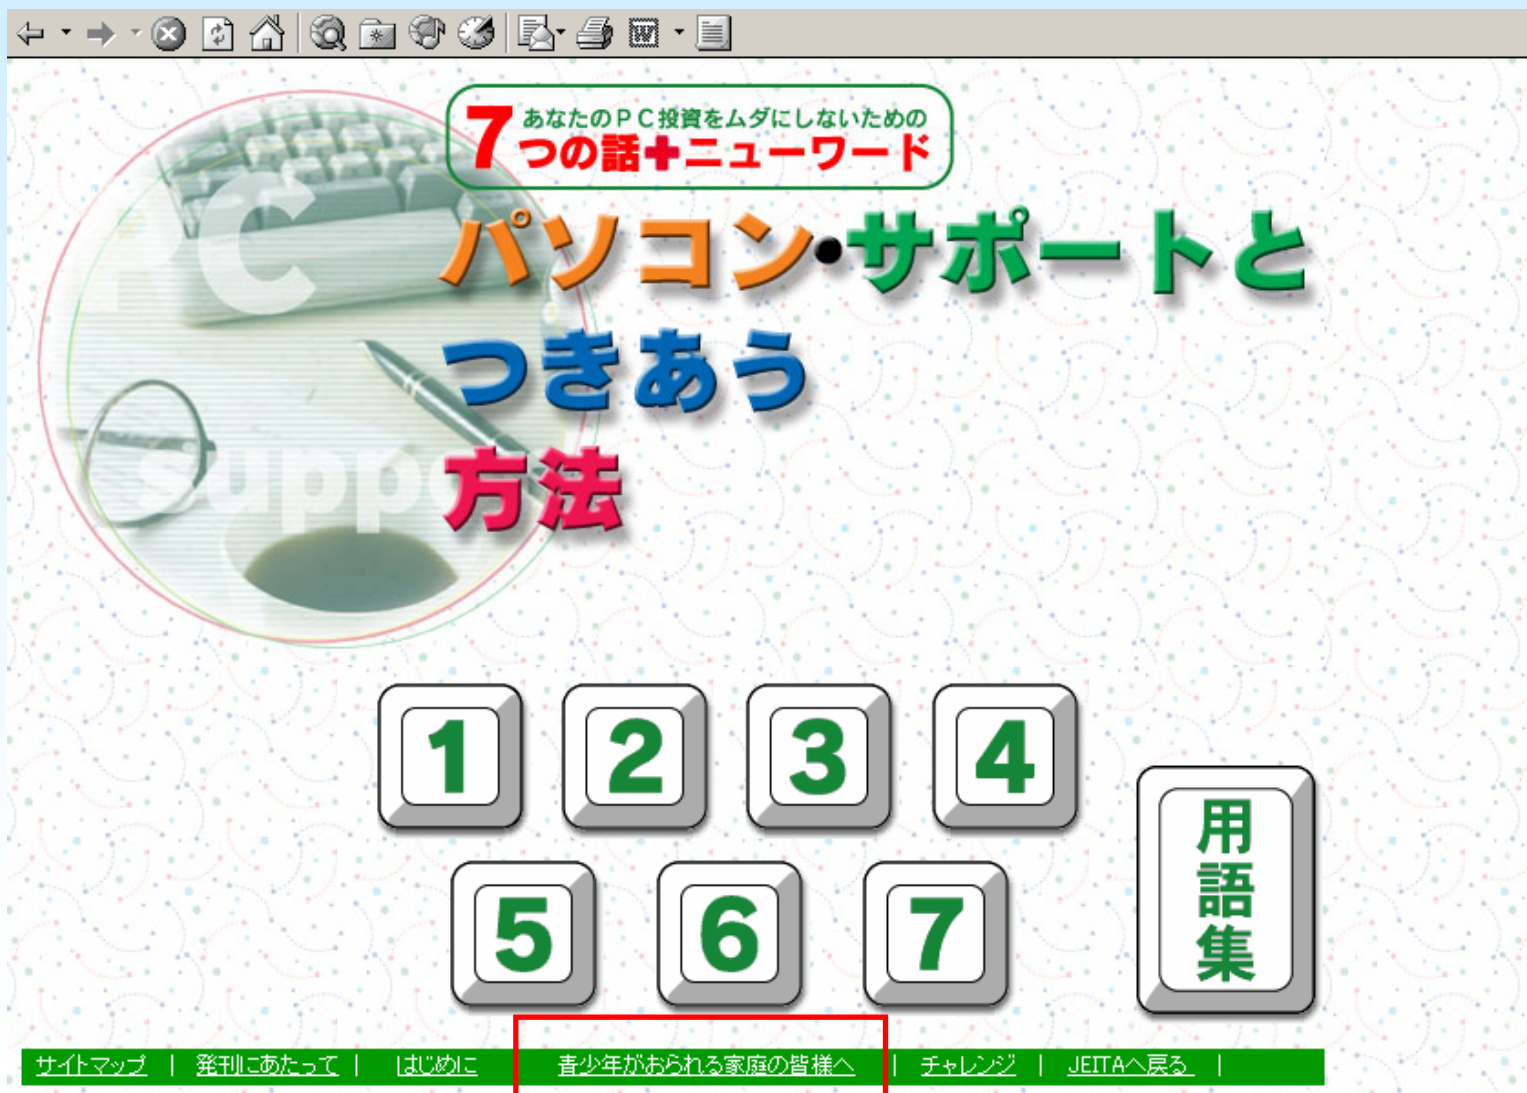 あなたのPC投資をムダにしないための
7つの話+ニューワード
PC
パソコン・サポートと
つきあう
suppo
方法
1 2 3 4
用語集
5 6 7
サイトマップ | 発刊にあたって | はじめに 青少年がおられる家庭の皆様へ | チャレンジ | JEITAへ戻る |